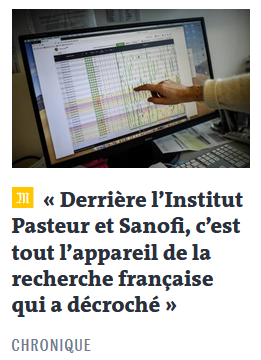 « Derrière l’Institut
Pasteur et Sanofi, c’est
tout l’appareil de la
recherche française
qui a décroché »
CHRONIQUE